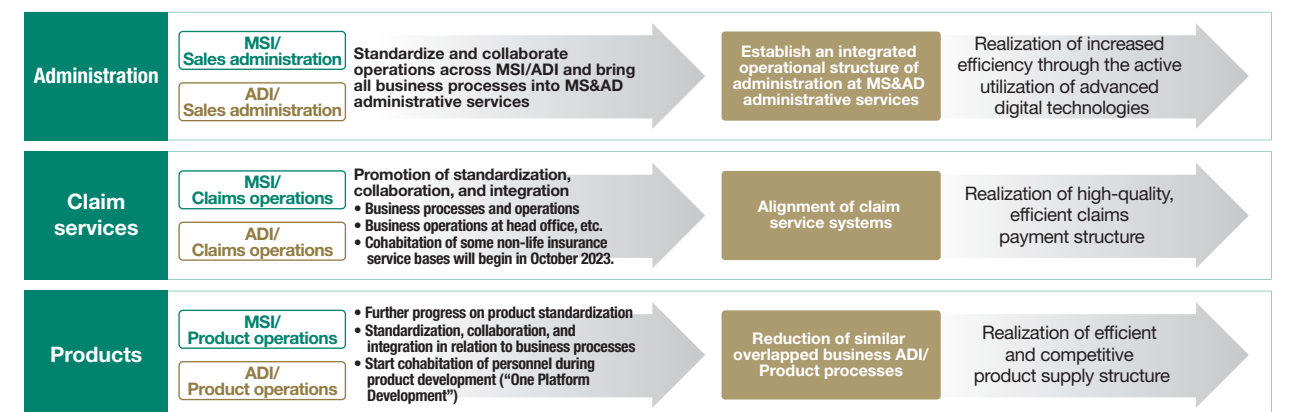 Administration
MSI/
Sales administration
ADI/
Sales administration
Standardize and collaborate
operations across MSI/ADI and bring
all business processes into MS&AD
administrative services
Establish an integrated
operational structure of
administration at MS&AD
administrative services
Realization of increased
efficiency through the active
utilization of advanced
digital technologies
Claim
services
MSI/
Claims operations
ADI/
Claims operations
Promotion of standardization,
collaboration, and integration
• Business processes and operations
• Business operations at head office, etc.
• Cohabitation of some non-life insurance
service bases will begin in October 2023.
Alignment of claim
service systems
Realization of high-quality,
efficient claims
payment structure
Products
MSI/
Product operations
ADI/
Product operations
• Further progress on product standardization
• Standardization, collaboration, and
integration in relation to business processes
• Start cohabitation of personnel during
product development (“One Platform
Development”)
Reduction of similar
overlapped business ADI/
Product processes
Realization of efficient
and competitive
product supply structure